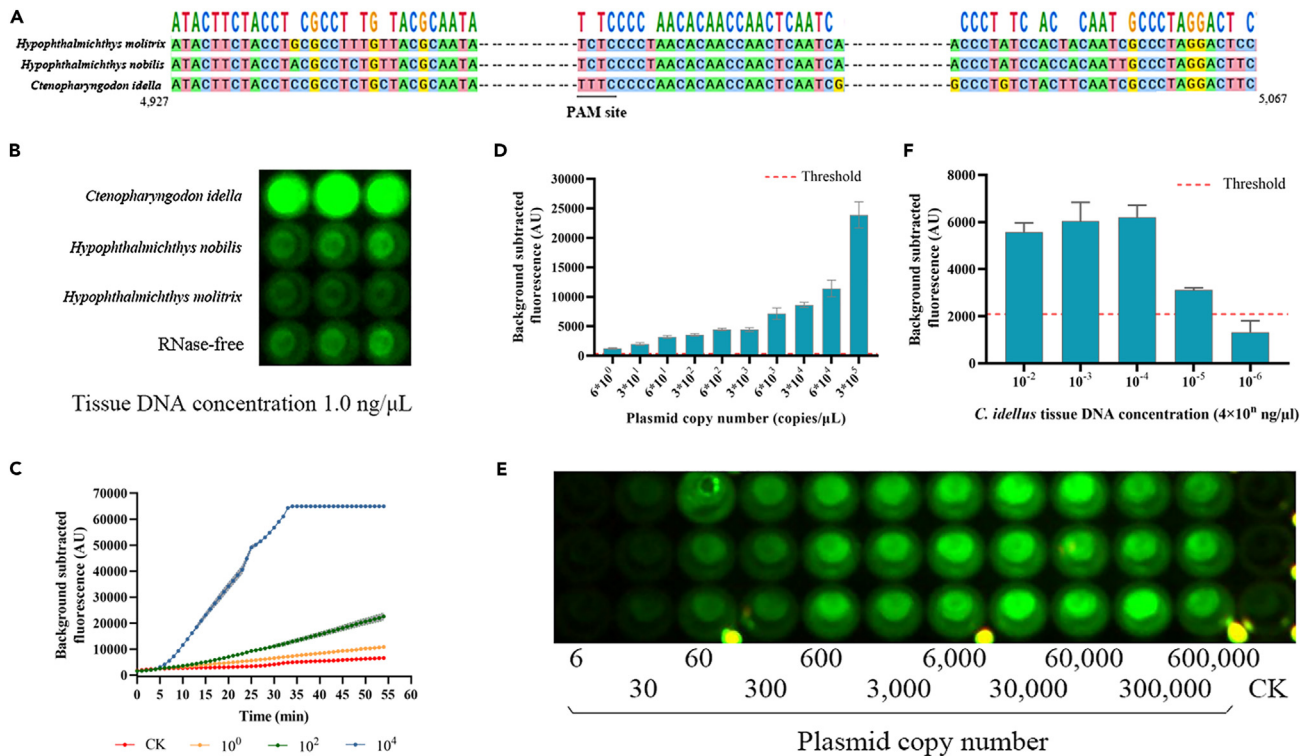 A
ATACTTCTACCT CGCCT TG TACGCAATA T TCCCC AACACAACCAACTCAATC CCCT TC AC CAAT GCCCTAGGACT C
Hypophthalmichthys molitrix ATACTTCTACCTGCGCCTTTGTTACGCAATA TCTCCCCTAACACAACCAACTCAATCA ACCCTATCCACTACAATCGCCCTAGGACTCC
Hypophthalmichthys nobilis ATACTTCTACCTACGCCTCTGTTACGCAATA TCTCCCCTAACACAACCAACTCAATCA ACCCTATCCACCACAATTGCCCTAGGACTTC
Ctenopharyngodon idella ATACTTCTACCTCCGCCTCTGCTACGCAATA TTTCCCCCAACACAACCAACTCAATCG GCCCTGTCTACTTCAATCGCCCTAGGACTTC
4,927 5,067
PAM site
B
Ctenopharyngodon idella
Hypophthalmichthys nobilis
Hypophthalmichthys molitrix
RNase-free
Tissue DNA concentration 1.0 ng/μL
C
Background subtracted
fluorescence (AU)
70000
60000
50000
40000
30000
20000
10000
0
0 5 10 15 20 25 30 35 40 45 50 55 60
Time (min)
CK 10⁰ 10² 10⁴
D
Threshold
Background subtracted
fluorescence (AU)
30000
25000
20000
15000
10000
5000
0
6*10⁰ 3*10¹ 6*10¹ 3*10² 6*10² 3*10³ 6*10³ 3*10⁴ 6*10⁴ 3*10⁵
Plasmid copy number (copies/μL)
F
Threshold
Background subtracted
fluorescence (AU)
8000
6000
4000
2000
0
10⁻² 10⁻³ 10⁻⁴ 10⁻⁵ 10⁻⁶
C. idellus tissue DNA concentration (4×10ⁿ ng/μl)
E
6 60 600 6,000 60,000 600,000
30 300 3,000 30,000 300,000 CK
Plasmid copy number